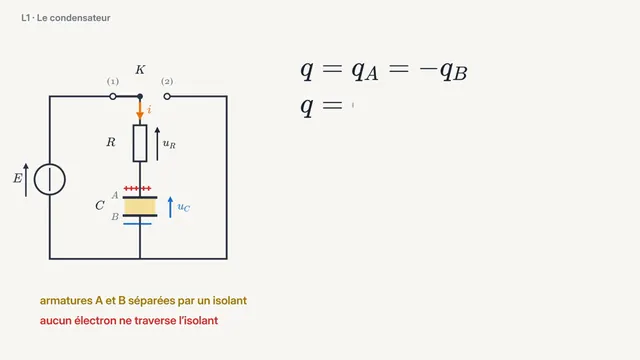 L1 · Le condensateur
K
(1) (2)
i
R
u_R
E
A
C
B
u_C
q = q_A = −q_B
q =
armatures A et B séparées par un isolant
aucun électron ne traverse l'isolant